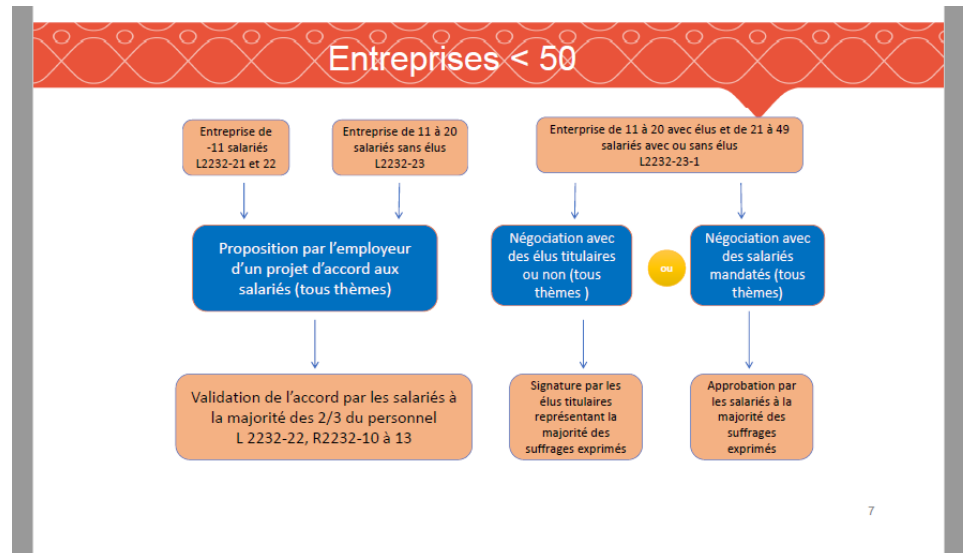 Entreprises < 50
Entreprise de
-11 salariés
L2232-21 et 22
Entreprise de 11 à 20
salariés sans élus
L2232-23
Enterprise de 11 à 20 avec élus et de 21 à 49
salariés avec ou sans élus
L2232-23-1
Proposition par l’employeur
d’un projet d’accord aux
salariés (tous thèmes)
Négociation avec
des élus titulaires
ou non (tous
thèmes )
ou
Négociation avec
des salariés
mandatés (tous
thèmes)
Validation de l’accord par les salariés à
la majorité des 2/3 du personnel
L 2232-22, R2232-10 à 13
Signature par les
élus titulaires
représentant la
majorité des
suffrages exprimés
Approbation par
les salariés à la
majorité des
suffrages
exprimés
7